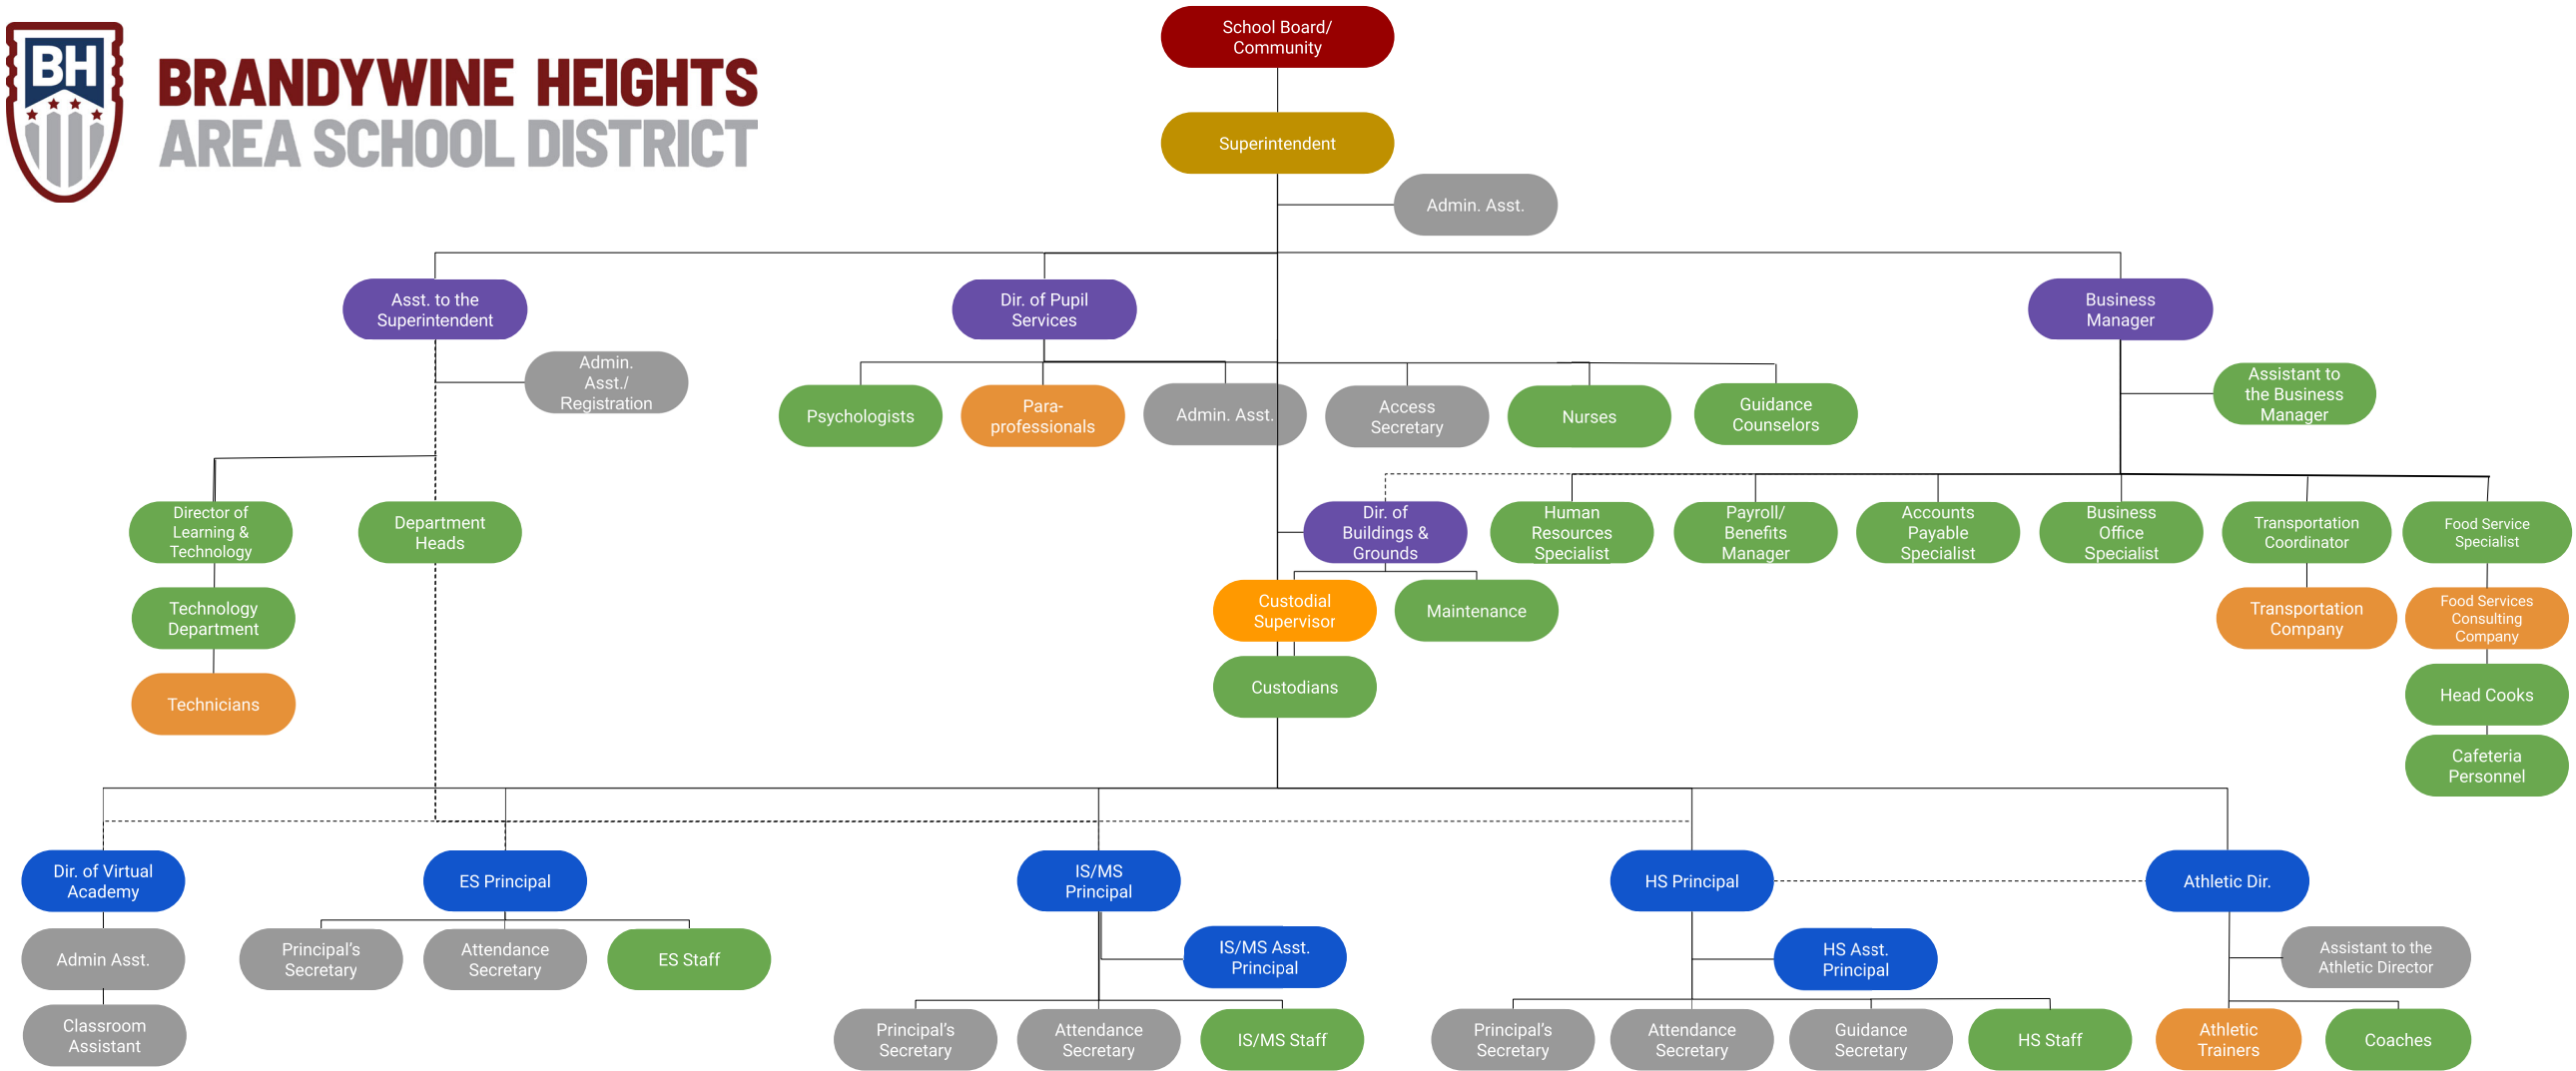 School Board/
Community
BH
BRANDYWINE HEIGHTS
AREA SCHOOL DISTRICT
Superintendent
Admin. Asst.
Asst. to the
Superintendent
Dir. of Pupil
Services
Business
Manager
Admin.
Asst./
Registration
Psychologists
Para-
professionals
Admin. Asst.
Access
Secretary
Nurses
Guidance
Counselors
Assistant to
the Business
Manager
Director of
Learning &
Technology
Department
Heads
Dir. of
Buildings &
Grounds
Human
Resources
Specialist
Payroll/
Benefits
Manager
Accounts
Payable
Specialist
Business
Office
Specialist
Transportation
Coordinator
Food Service
Specialist
Technology
Department
Custodial
Supervisor
Maintenance
Transportation
Company
Food Services
Consulting
Company
Technicians
Custodians
Head Cooks
Cafeteria
Personnel
Dir. of Virtual
Academy
ES Principal
IS/MS
Principal
HS Principal
Athletic Dir.
Admin Asst.
Principal's
Secretary
Attendance
Secretary
ES Staff
IS/MS Asst.
Principal
HS Asst.
Principal
Assistant to the
Athletic Director
Classroom
Assistant
Principal's
Secretary
Attendance
Secretary
IS/MS Staff
Principal's
Secretary
Attendance
Secretary
Guidance
Secretary
HS Staff
Athletic
Trainers
Coaches